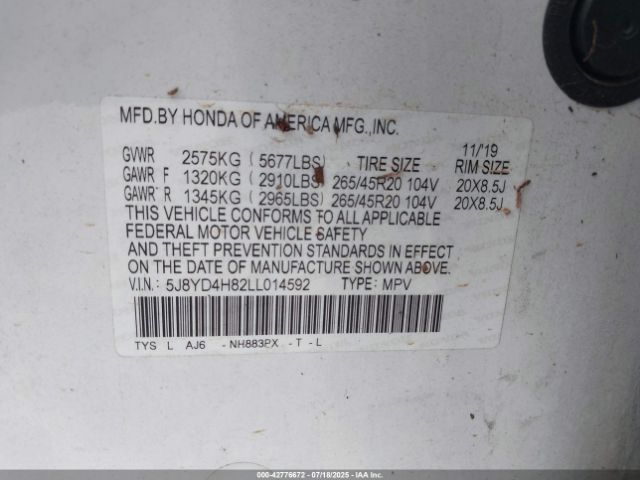 MFD.BY HONDA OF AMERICA MFG.,INC.
11/19
GVWR 2575KG ( 5677LBS) TIRE SIZE RIM SIZE
GAWR F 1320KG ( 2910LBS) 265/45R20 104V 20X8.5J
GAWR R 1345KG ( 2965LBS) 265/45R20 104V 20X8.5J
THIS VEHICLE CONFORMS TO ALL APPLICABLE
FEDERAL MOTOR VEHICLE SAFETY
AND THEFT PREVENTION STANDARDS IN EFFECT
ON THE DATE OF MANUFACTURE SHOWN ABOVE.
V.I.N.: 5J8YD4H82LL014592 TYPE: MPV
TYS L AJ6 - NH883PX - T - L
000-42776672 - 07/18/2025 - IAA, Inc.